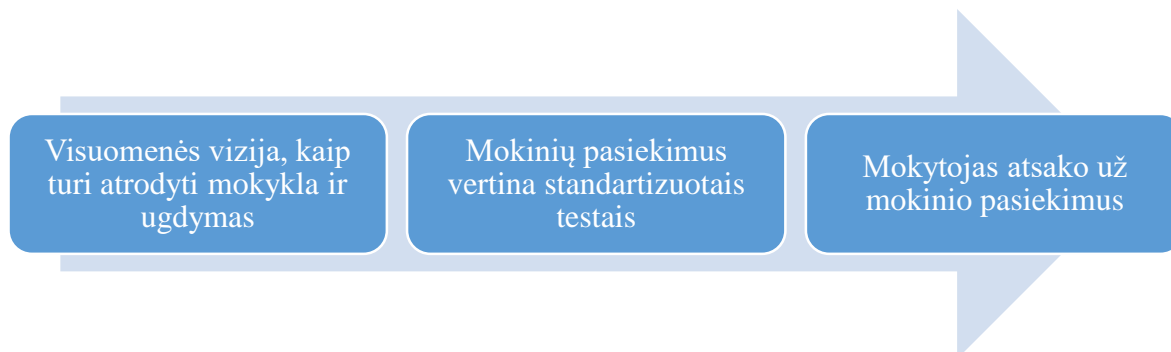 Visuomenės vizija, kaip
turi atrodyti mokykla ir
ugdymas
Mokinių pasiekimus
vertina standartizuotais
testais
Mokytojas atsako už
mokinio pasiekimus